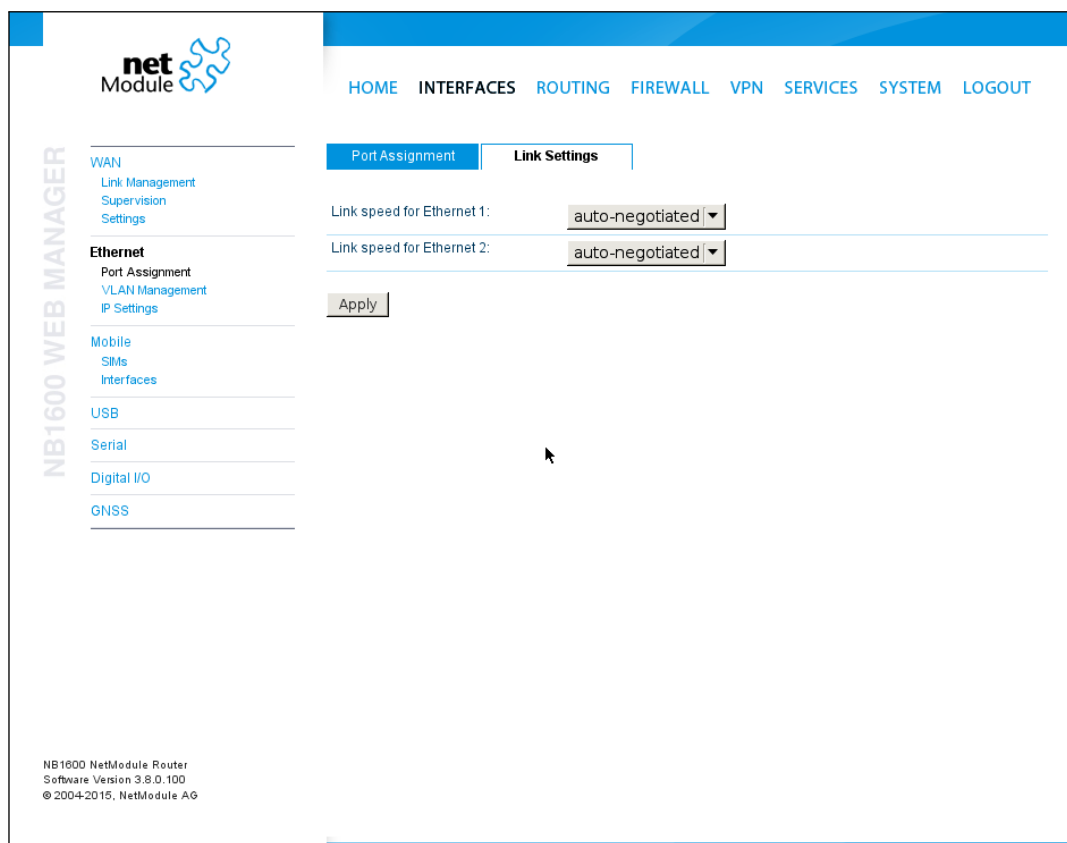 net
Module
HOME INTERFACES ROUTING FIREWALL VPN SERVICES SYSTEM LOGOUT
NB1600 WEB MANAGER
WAN
Link Management
Supervision
Settings
Ethernet
Port Assignment
VLAN Management
IP Settings
Mobile
SIMs
Interfaces
USB
Serial
Digital I/O
GNSS
Port Assignment Link Settings
Link speed for Ethernet 1: auto-negotiated
Link speed for Ethernet 2: auto-negotiated
Apply
NB1600 NetModule Router
Software Version 3.8.0.100
© 2004-2015, NetModule AG